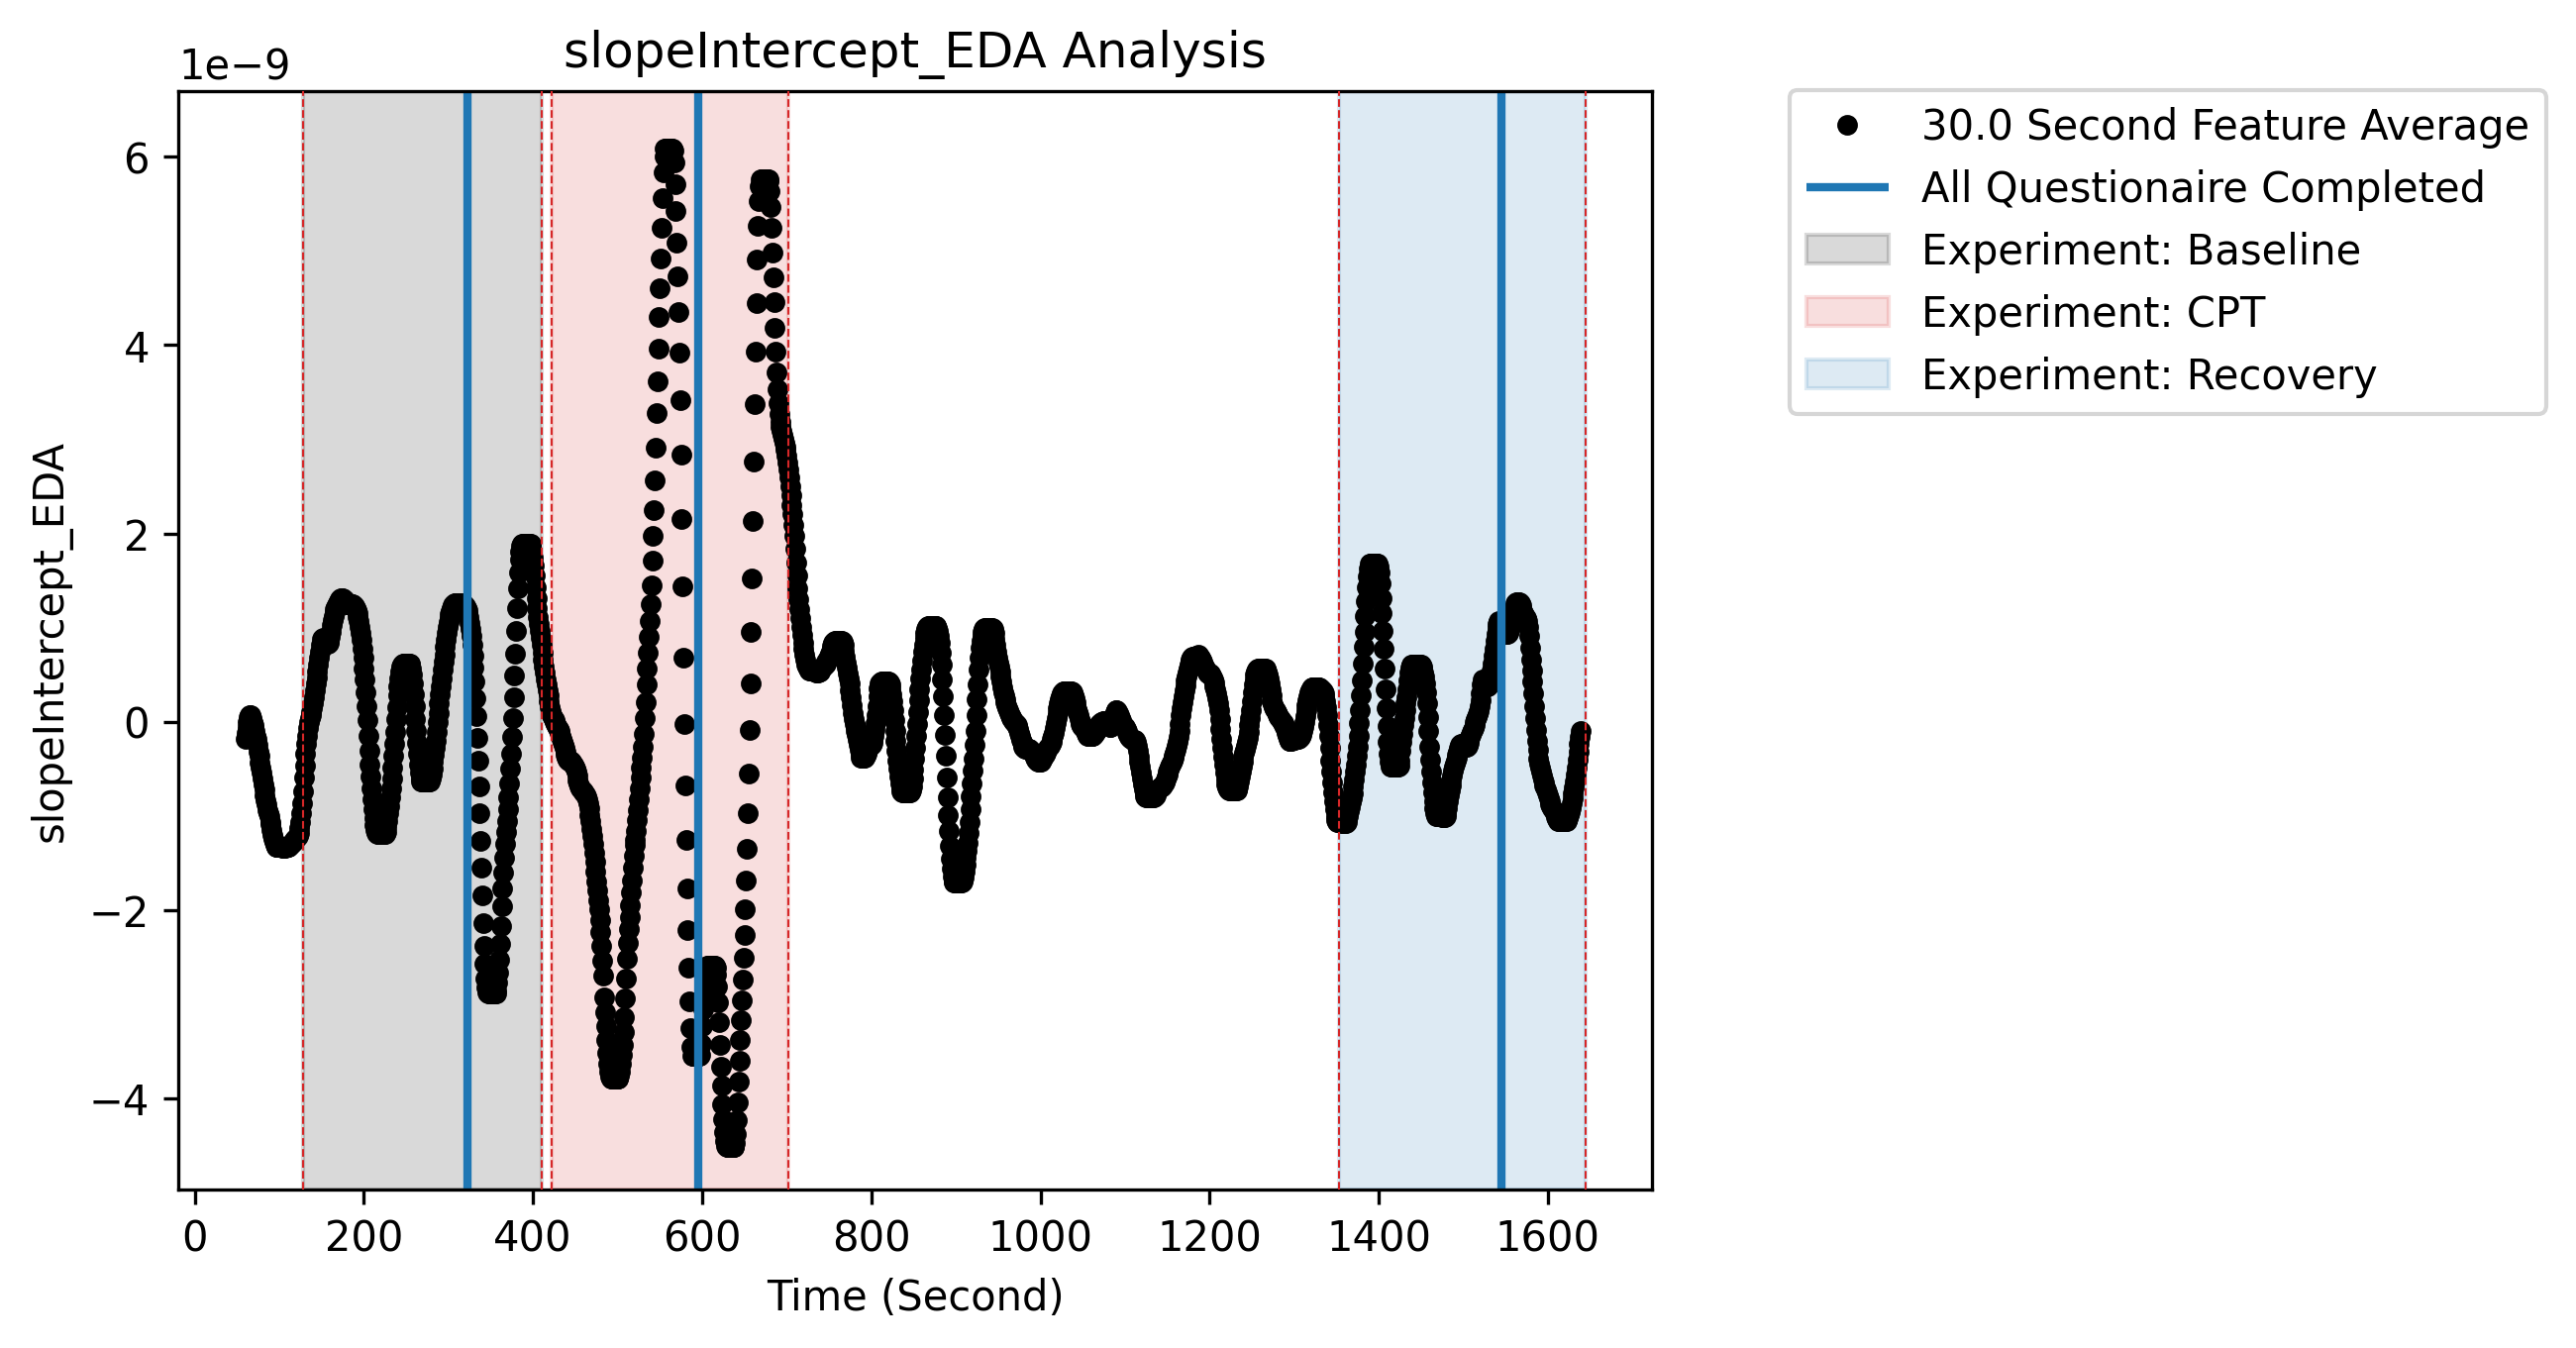 slopeIntercept_EDA Analysis
1e−9
6
4
2
0
−2
−4
slopeIntercept_EDA
0 200 400 600 800 1000 1200 1400 1600
Time (Second)
30.0 Second Feature Average
All Questionaire Completed
Experiment: Baseline
Experiment: CPT
Experiment: Recovery